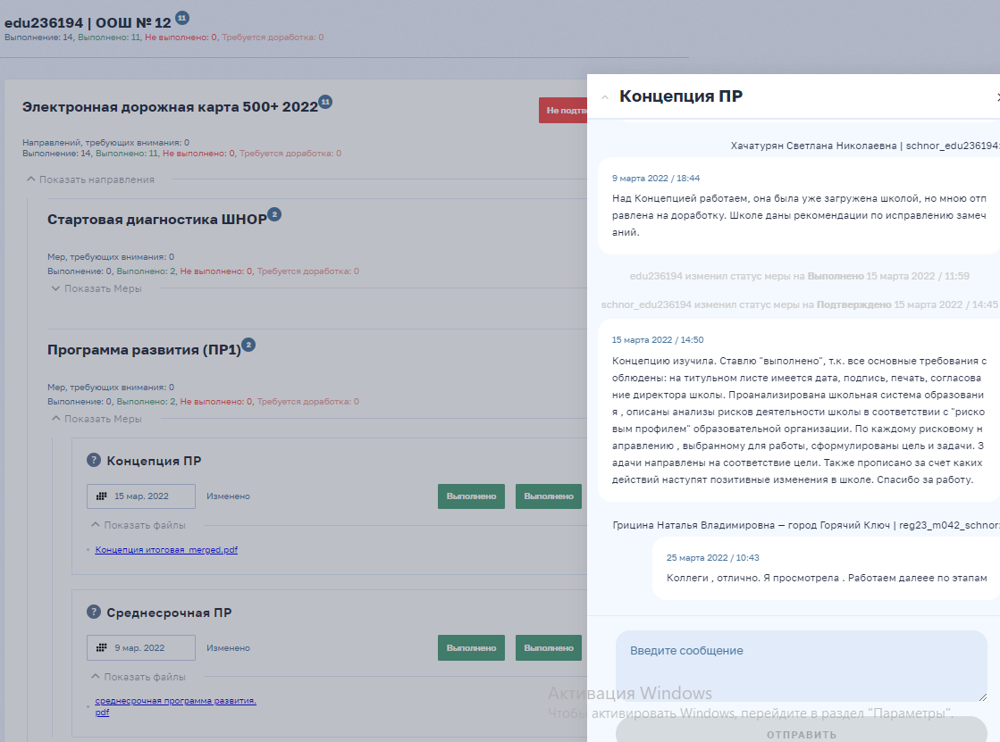 edu236194 | ООШ № 12 11
Выполнение: 14, Выполнено: 11, Не выполнено: 0, Требуется доработка: 0
Электронная дорожная карта 500+ 2022 11
Не подтв
Направлений, требующих внимания: 0
Выполнение: 14, Выполнено: 11, Не выполнено: 0, Требуется доработка: 0
Показать направления
Стартовая диагностика ШНОР 2
Мер, требующих внимания: 0
Выполнение: 0, Выполнено: 2, Не выполнено: 0, Требуется доработка: 0
Показать Меры
Программа развития (ПР1) 2
Мер, требующих внимания: 0
Выполнение: 0, Выполнено: 2, Не выполнено: 0, Требуется доработка: 0
Показать Меры
? Концепция ПР
15 мар. 2022 Изменено Выполнено Выполнено
Показать файлы
Концепция итоговая_merged.pdf
? Среднесрочная ПР
9 мар. 2022 Изменено Выполнено Выполнено
Показать файлы
среднесрочная программа развития.
pdf
Концепция ПР
Хачатурян Светлана Николаевна | schnor_edu236194:
9 марта 2022 / 18:44
Над Концепцией работаем, она была уже загружена школой, но мною отп
равлена на доработку. Школе даны рекомендации по исправлению замеч
аний.
edu236194 изменил статус меры на Выполнено 15 марта 2022 / 11:59
schnor_edu236194 изменил статус меры на Подтверждено 15 марта 2022 / 14:45
15 марта 2022 / 14:50
Концепцию изучила. Ставлю "выполнено", т.к. все основные требования с
облюдены: на титульном листе имеется дата, подпись, печать, согласова
ние директора школы. Проанализирована школьная система образовани
я , описаны анализы рисков деятельности школы в соответствии с "риско
вым профилем" образовательной организации. По каждому рисковому н
аправлению , выбранному для работы, сформулированы цель и задачи. З
адачи направлены на соответствие цели. Также прописано за счет каких
действий наступят позитивные изменения в школе. Спасибо за работу.
Грицина Наталья Владимировна — город Горячий Ключ | reg23_m042_schnor:
25 марта 2022 / 10:43
Коллеги , отлично. Я просмотрела . Работаем далеее по этапам
Введите сообщение
Активация Windows
Чтобы активировать Windows, перейдите в раздел "Параметры".
ОТПРАВИТЬ